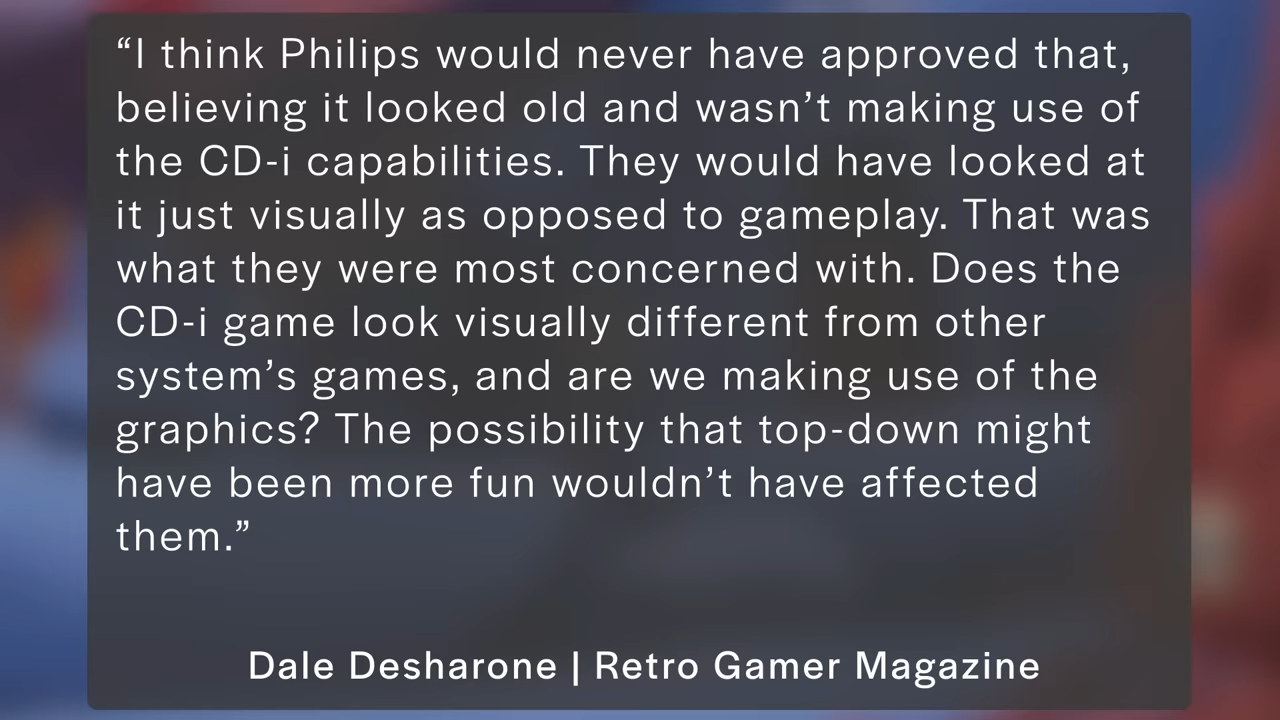 “I think Philips would never have approved that,
believing it looked old and wasn’t making use of
the CD-i capabilities. They would have looked at
it just visually as opposed to gameplay. That was
what they were most concerned with. Does the
CD-i game look visually different from other
system’s games, and are we making use of the
graphics? The possibility that top-down might
have been more fun wouldn’t have affected
them.”
Dale Desharone | Retro Gamer Magazine